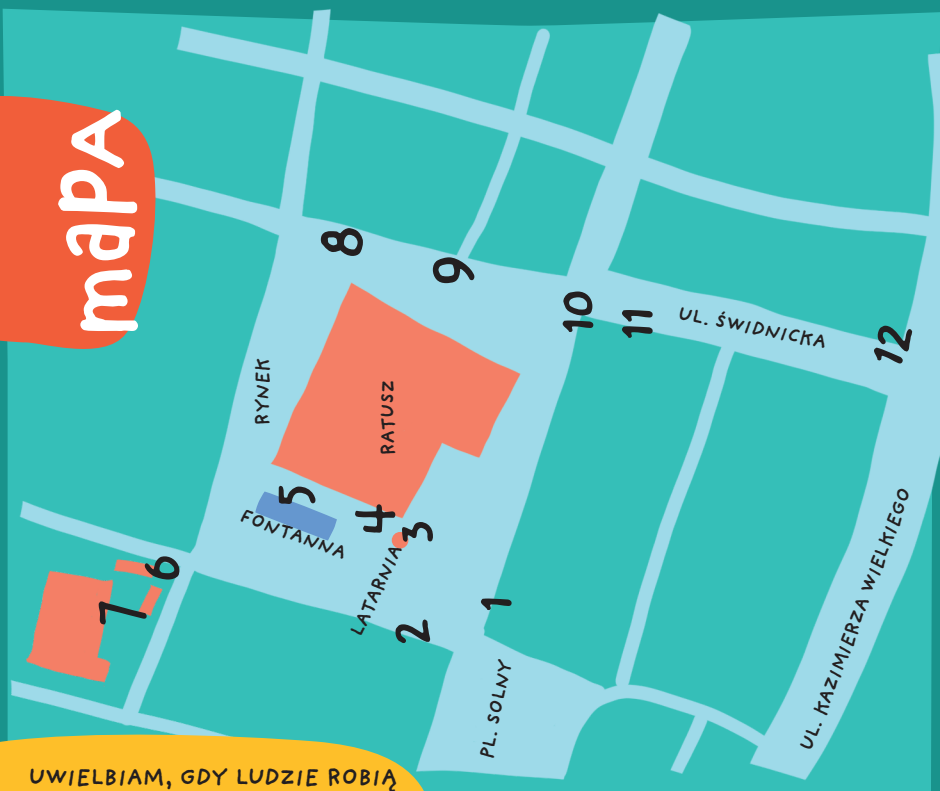 mapa
8
9
10
11
UL. ŚWIDNICKA
12
RYNEK
RATUSZ
5
FONTANNA
4
3
LATARNIA
6
7
1
2
PL. SOLNY
UL. KAZIMIERZA WIELKIEGO
UWIELBIAM, GDY LUDZIE ROBIĄ